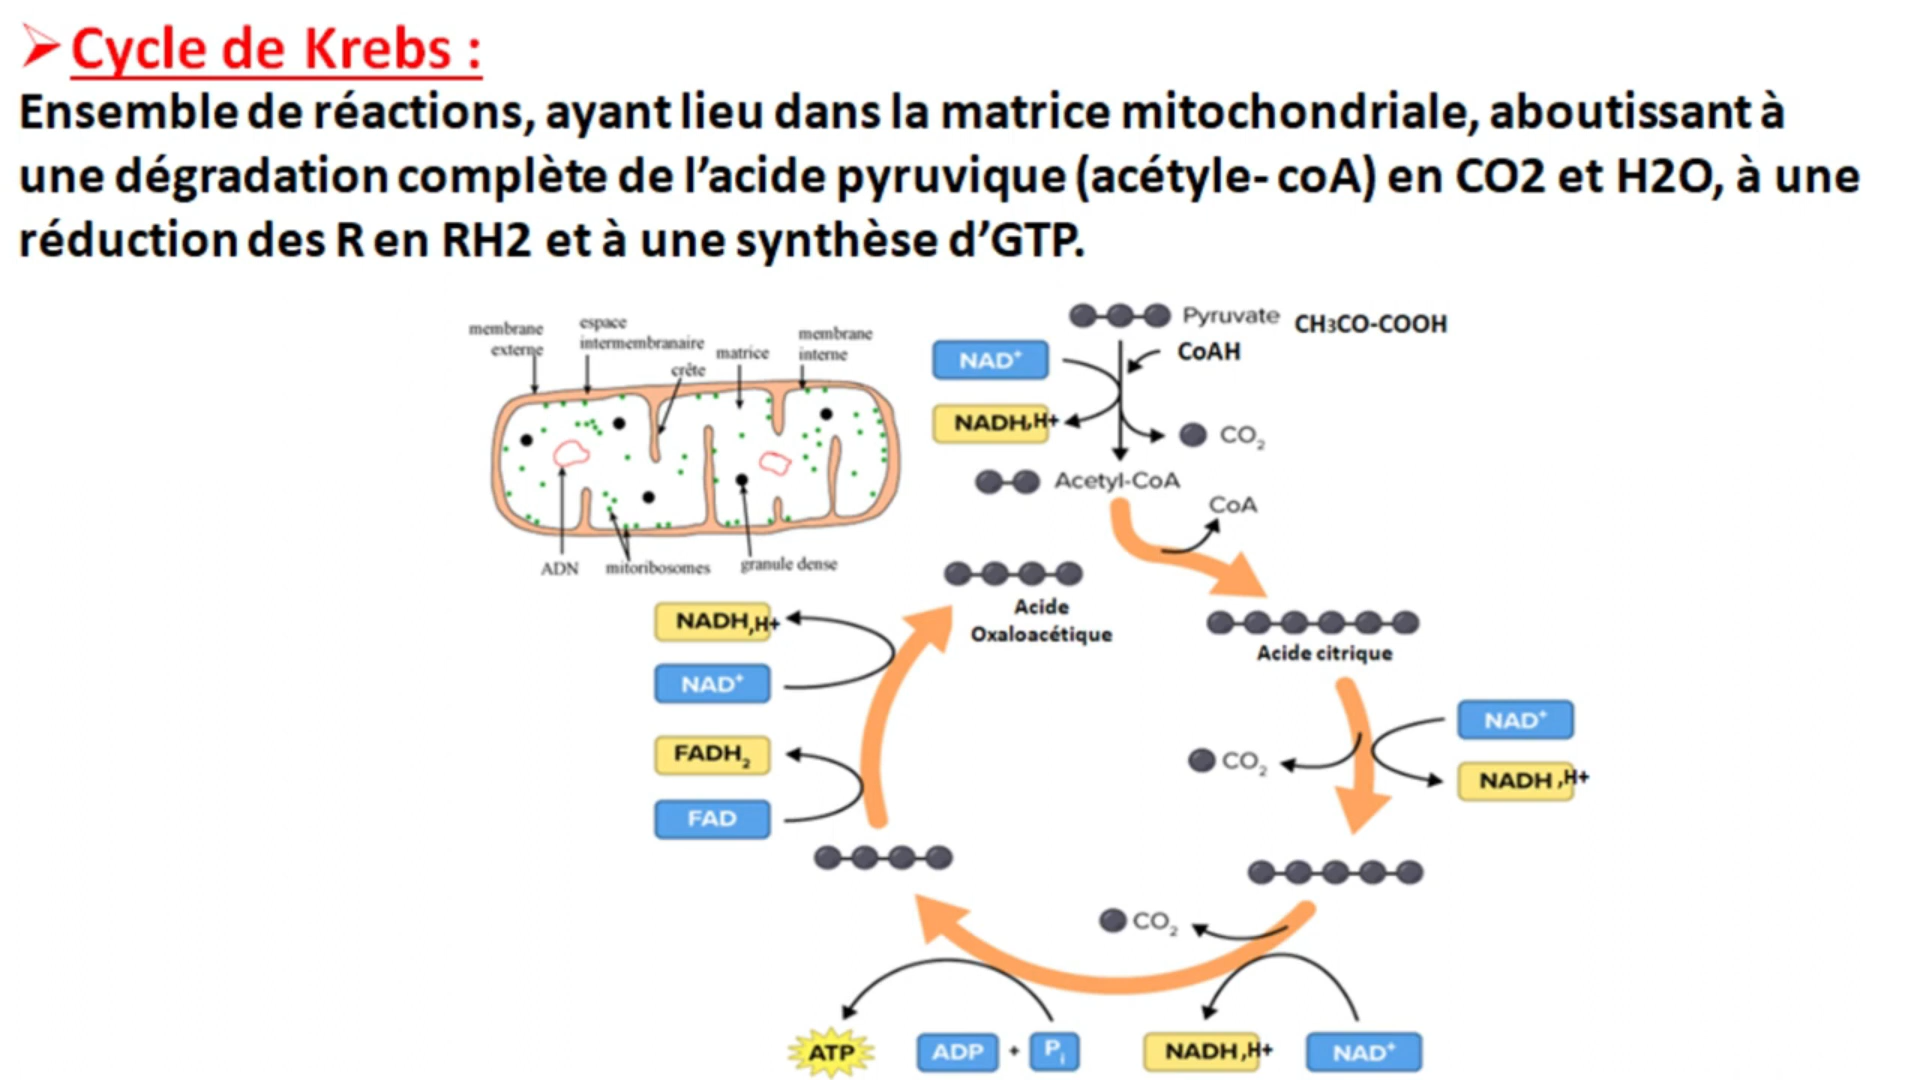 ➢Cycle de Krebs :
Ensemble de réactions, ayant lieu dans la matrice mitochondriale, aboutissant à
une dégradation complète de l'acide pyruvique (acétyle- coA) en CO2 et H2O, à une
réduction des R en RH2 et à une synthèse d'GTP.
membrane
externe
espace
intermembranaire
crête
matrice
membrane
interne
ADN
mitoribosomes
granule dense
Pyruvate CH3CO-COOH
CoAH
NAD⁺
NADH,H+
CO₂
Acetyl-CoA
CoA
Acide
Oxaloacétique
Acide citrique
NADH,H+
NAD⁺
FADH₂
FAD
NAD⁺
CO₂
NADH ,H+
CO₂
ATP
ADP + Pᵢ
NADH ,H+
NAD⁺